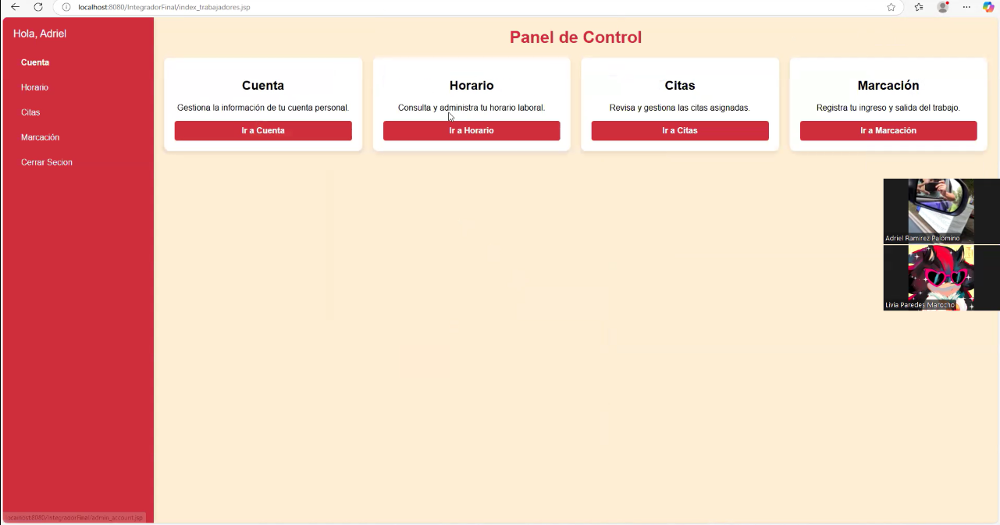 localhost:8080/IntegradorFinal/index_trabajadores.jsp
Hola, Adriel
Cuenta
Horario
Citas
Marcación
Cerrar Secion
Panel de Control
Cuenta
Gestiona la información de tu cuenta personal.
Ir a Cuenta
Horario
Consulta y administra tu horario laboral.
Ir a Horario
Citas
Revisa y gestiona las citas asignadas.
Ir a Citas
Marcación
Registra tu ingreso y salida del trabajo.
Ir a Marcación
Adriel Ramirez Palomino
Livia Paredes Marocho
ocalhost:8080/IntegradorFinal/admin_account.jsp